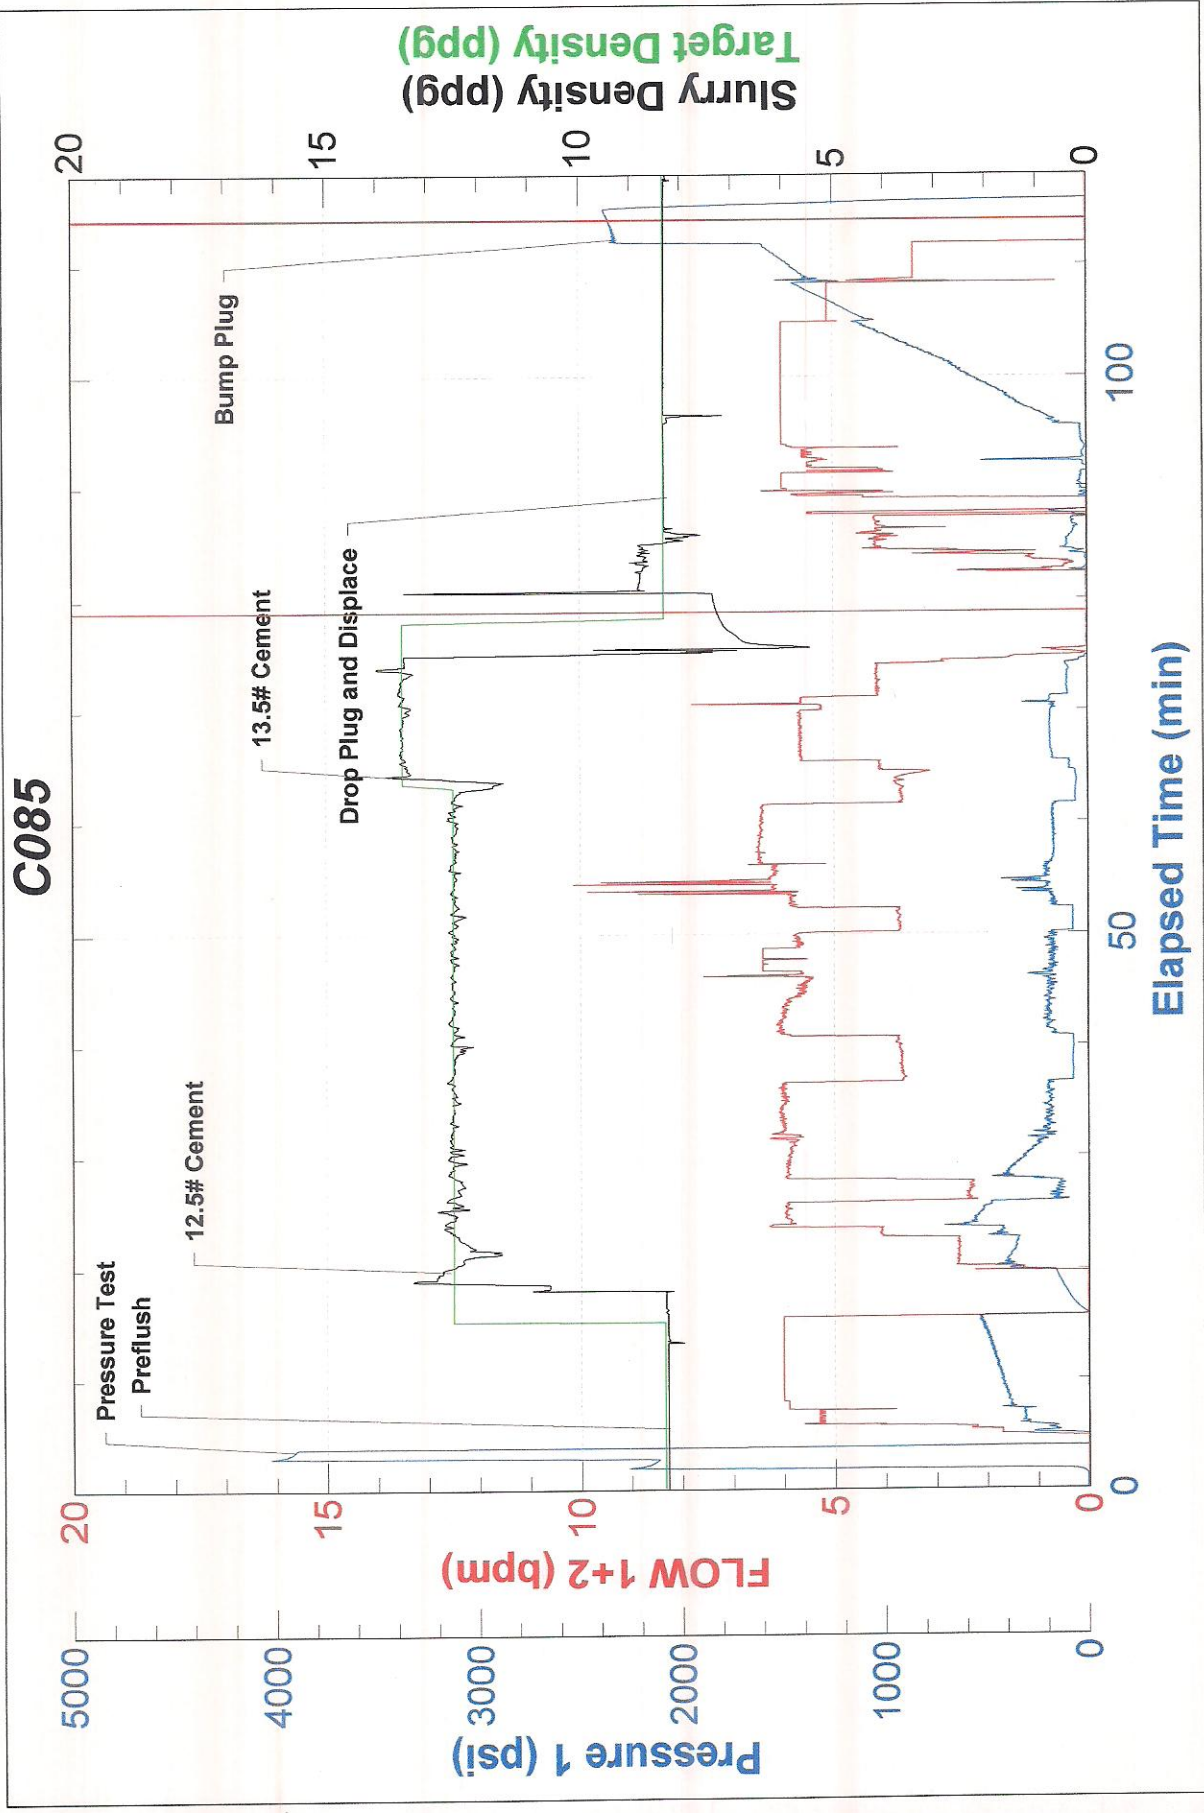 C085
Pressure Test
Preflush
12.5# Cement
13.5# Cement
Drop Plug and Displace
Bump Plug
Pressure 1 (psi)
5000
4000
3000
2000
1000
0
FLOW 1+2 (bpm)
20
15
10
5
0
20
15
10
5
0
Slurry Density (ppg)
Target Density (ppg)
0
50
100
Elapsed Time (min)